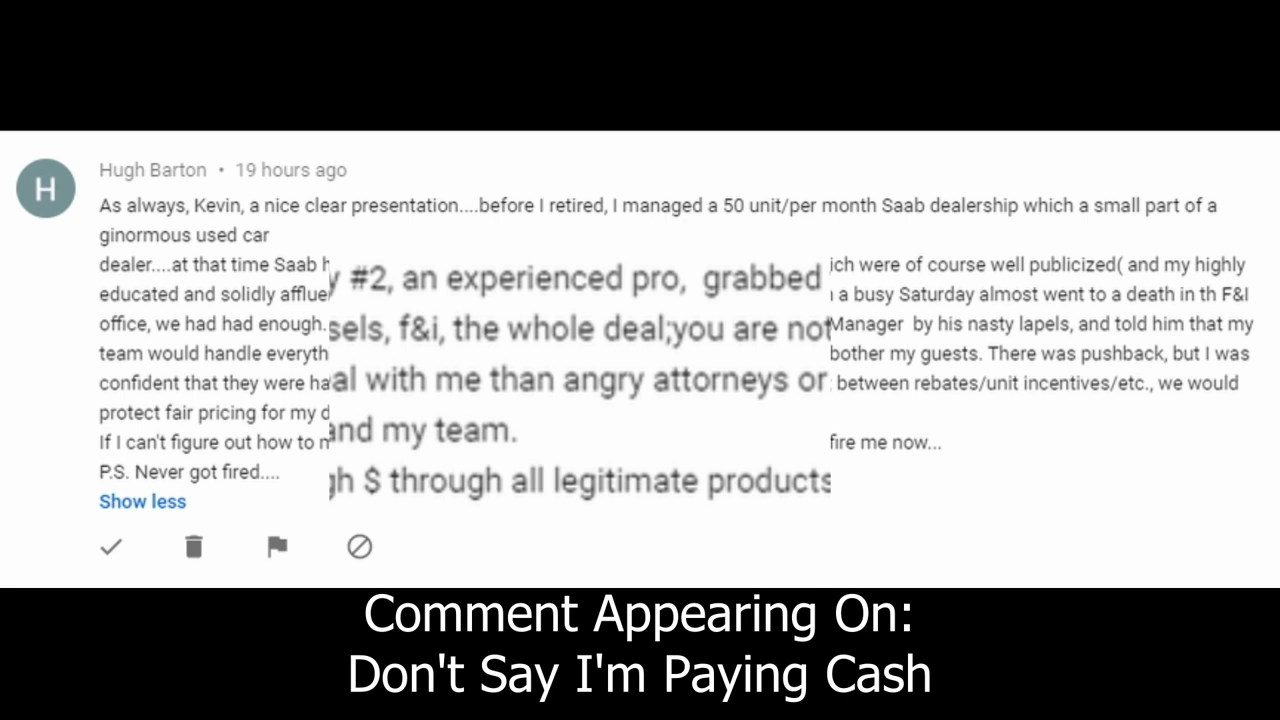 H
Hugh Barton • 19 hours ago
As always, Kevin, a nice clear presentation....before I retired, I managed a 50 unit/per month Saab dealership which a small part of a
ginormous used car
dealer....at that time Saab ich were of course well publicized( and my highly
y #2, an experienced pro, grabbed
educated and solidly afflue a busy Saturday almost went to a death in th F&I
office, we had had enough. sels, f&i, the whole deal;you are not Manager by his nasty lapels, and told him that my
team would handle everyth bother my guests. There was pushback, but I was
confident that they were ha al with me than angry attorneys or between rebates/unit incentives/etc., we would
protect fair pricing for my d
and my team.
If I can't figure out how to fire me now...
P.S. Never got fired....
gh $ through all legitimate products
Show less
Comment Appearing On:
Don't Say I'm Paying Cash